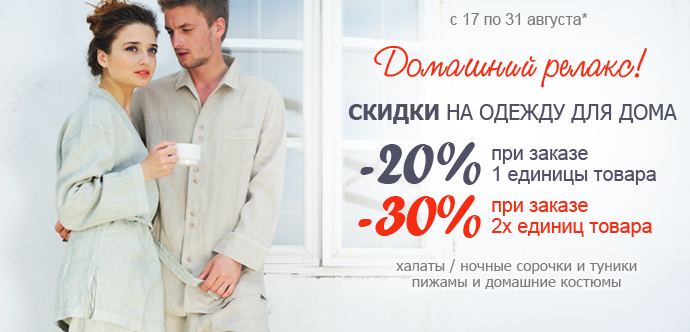 с 17 по 31 августа*
Домашний релакс!
СКИДКИ НА ОДЕЖДУ ДЛЯ ДОМА
-20% при заказе
1 единицы товара
-30% при заказе
2х единиц товара
халаты / ночные сорочки и туники
пижамы и домашние костюмы